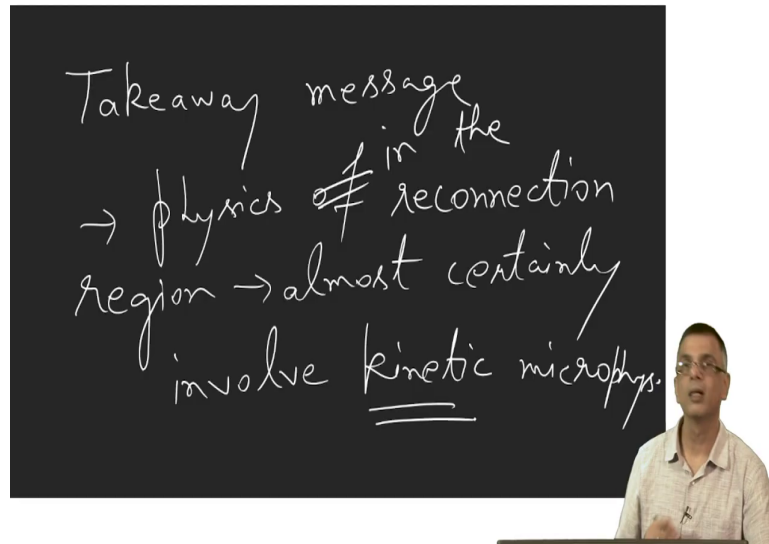 Takeaway message
→ physics in the reconnection
region → almost certainly
involve kinetic microphys.